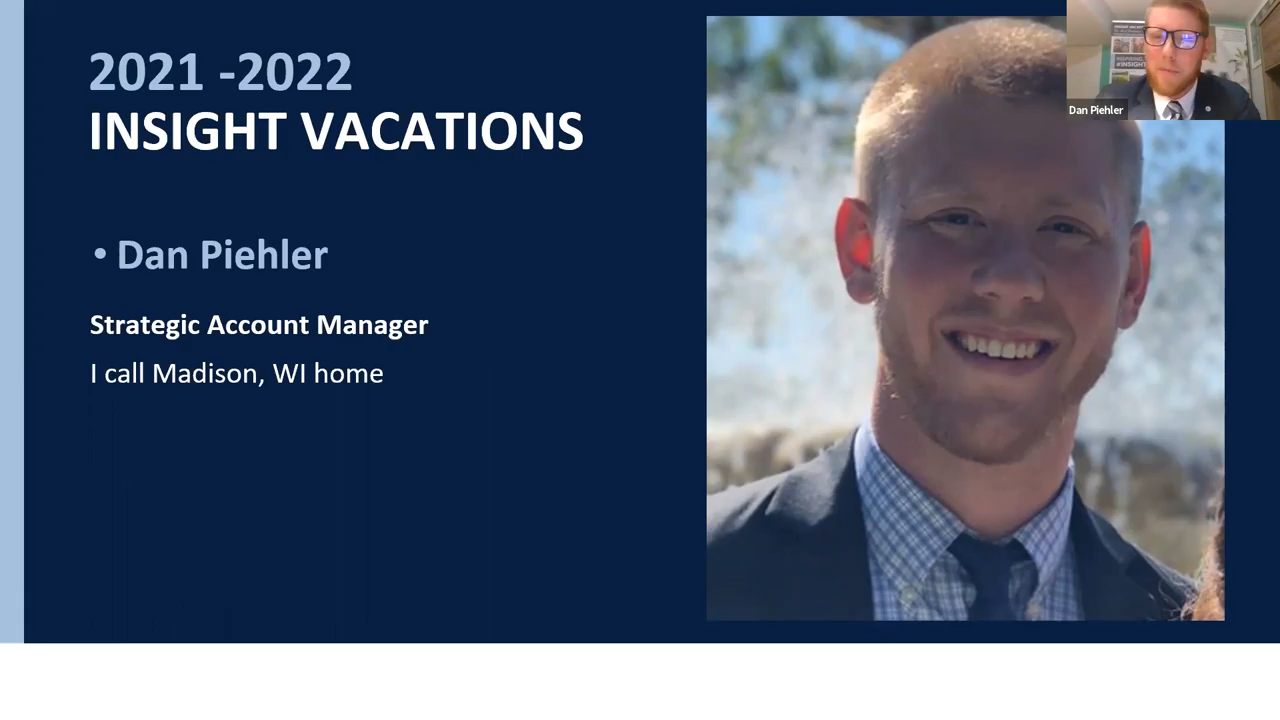 2021 -2022
INSIGHT VACATIONS
• Dan Piehler
Strategic Account Manager
I call Madison, WI home
Dan Piehler